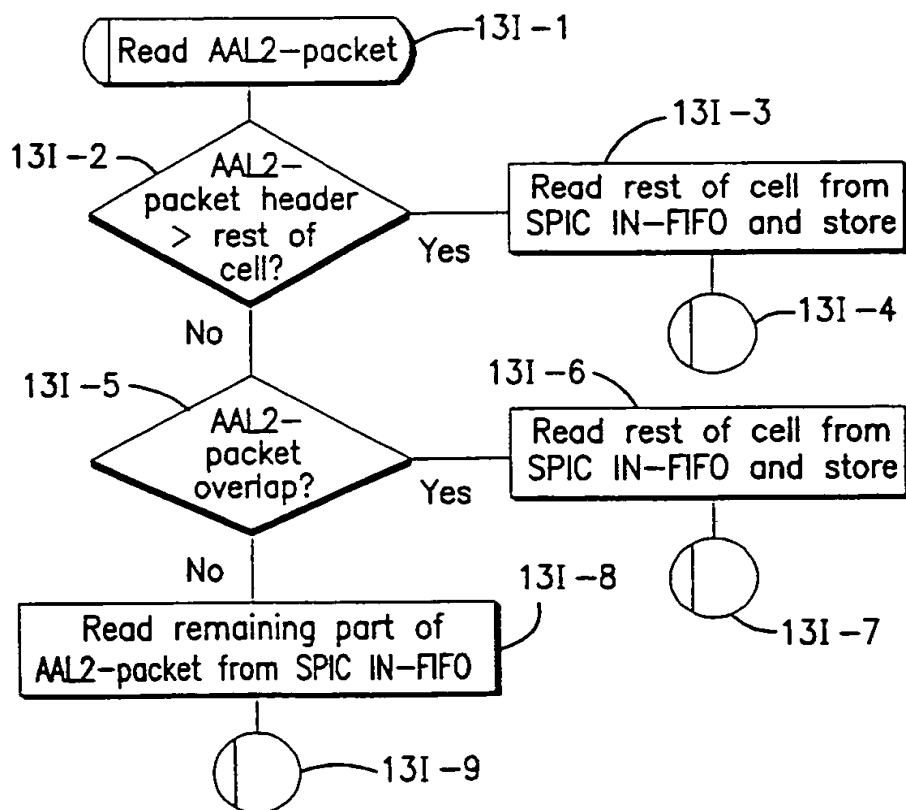 Read AAL2-packet
13I-1
13I-2
AAL2-
packet header
> rest of
cell?
Yes
No
13I-3
Read rest of cell from
SPIC IN-FIFO and store
13I-4
13I-5
AAL2-
packet
overlap?
Yes
No
13I-6
Read rest of cell from
SPIC IN-FIFO and store
13I-7
13I-8
Read remaining part of
AAL2-packet from SPIC IN-FIFO
13I-9